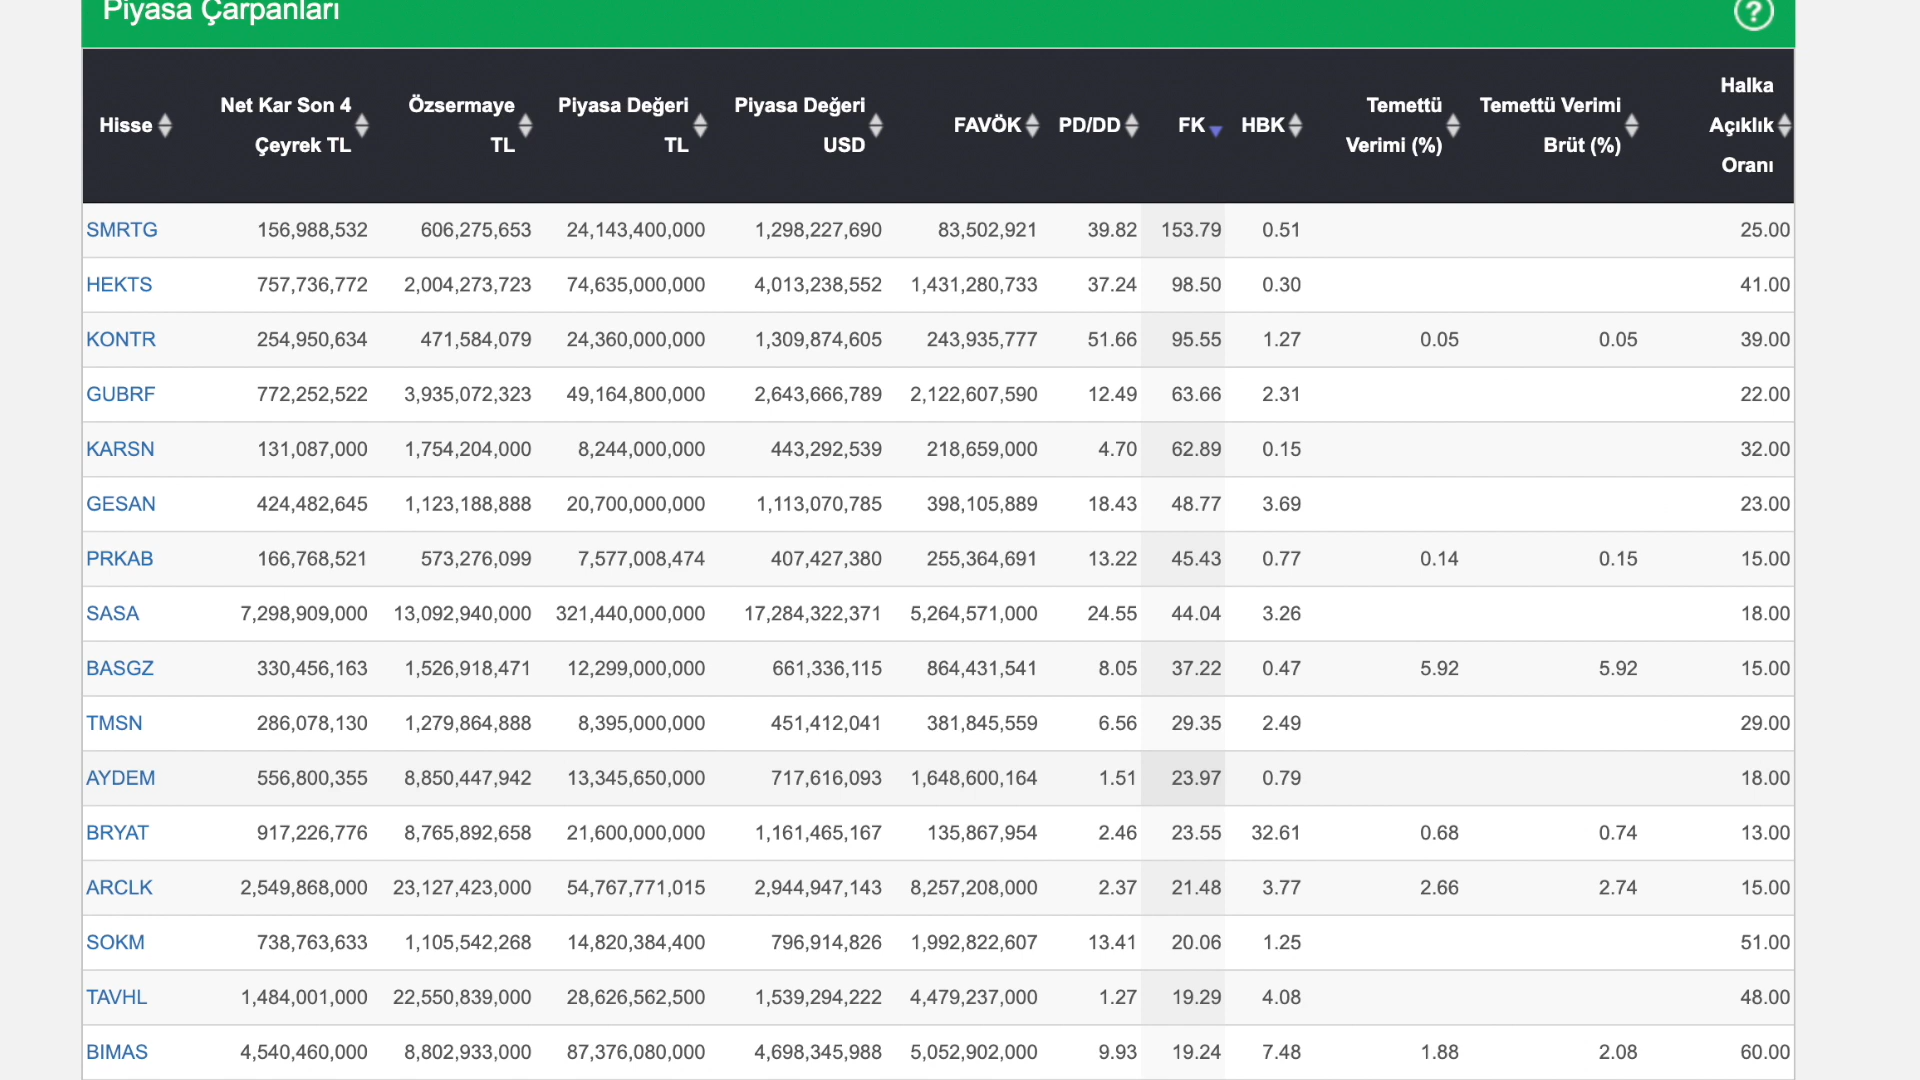 Piyasa Çarpanları
?
Hisse Net Kar Son 4 Çeyrek TL Özsermaye TL Piyasa Değeri TL Piyasa Değeri USD FAVÖK PD/DD FK HBK Temettü Verimi (%) Temettü Verimi Brüt (%) Halka Açıklık Oranı
SMRTG 156,988,532 606,275,653 24,143,400,000 1,298,227,690 83,502,921 39.82 153.79 0.51 25.00
HEKTS 757,736,772 2,004,273,723 74,635,000,000 4,013,238,552 1,431,280,733 37.24 98.50 0.30 41.00
KONTR 254,950,634 471,584,079 24,360,000,000 1,309,874,605 243,935,777 51.66 95.55 1.27 0.05 0.05 39.00
GUBRF 772,252,522 3,935,072,323 49,164,800,000 2,643,666,789 2,122,607,590 12.49 63.66 2.31 22.00
KARSN 131,087,000 1,754,204,000 8,244,000,000 443,292,539 218,659,000 4.70 62.89 0.15 32.00
GESAN 424,482,645 1,123,188,888 20,700,000,000 1,113,070,785 398,105,889 18.43 48.77 3.69 23.00
PRKAB 166,768,521 573,276,099 7,577,008,474 407,427,380 255,364,691 13.22 45.43 0.77 0.14 0.15 15.00
SASA 7,298,909,000 13,092,940,000 321,440,000,000 17,284,322,371 5,264,571,000 24.55 44.04 3.26 18.00
BASGZ 330,456,163 1,526,918,471 12,299,000,000 661,336,115 864,431,541 8.05 37.22 0.47 5.92 5.92 15.00
TMSN 286,078,130 1,279,864,888 8,395,000,000 451,412,041 381,845,559 6.56 29.35 2.49 29.00
AYDEM 556,800,355 8,850,447,942 13,345,650,000 717,616,093 1,648,600,164 1.51 23.97 0.79 18.00
BRYAT 917,226,776 8,765,892,658 21,600,000,000 1,161,465,167 135,867,954 2.46 23.55 32.61 0.68 0.74 13.00
ARCLK 2,549,868,000 23,127,423,000 54,767,771,015 2,944,947,143 8,257,208,000 2.37 21.48 3.77 2.66 2.74 15.00
SOKM 738,763,633 1,105,542,268 14,820,384,400 796,914,826 1,992,822,607 13.41 20.06 1.25 51.00
TAVHL 1,484,001,000 22,550,839,000 28,626,562,500 1,539,294,222 4,479,237,000 1.27 19.29 4.08 48.00
BIMAS 4,540,460,000 8,802,933,000 87,376,080,000 4,698,345,988 5,052,902,000 9.93 19.24 7.48 1.88 2.08 60.00